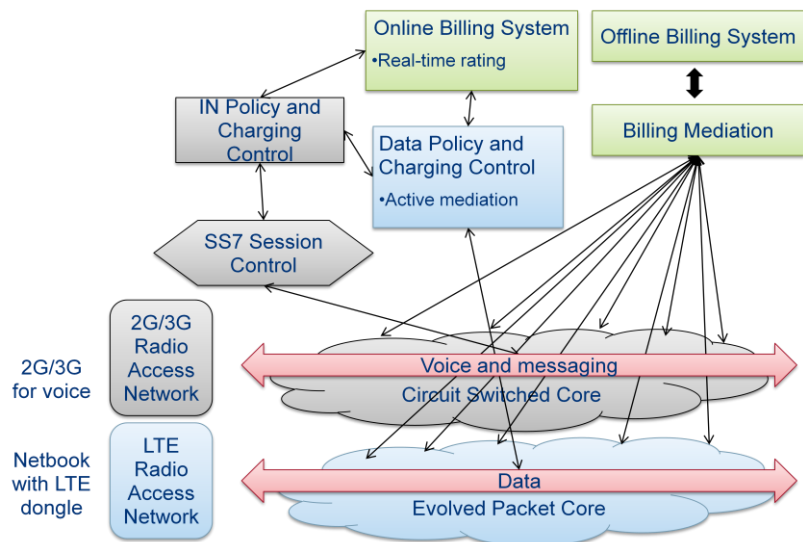 Online Billing System
•Real-time rating
Offline Billing System
IN Policy and
Charging
Control
Data Policy and
Charging Control
•Active mediation
Billing Mediation
SS7 Session
Control
2G/3G
for voice
2G/3G
Radio
Access
Network
Voice and messaging
Circuit Switched Core
Netbook
with LTE
dongle
LTE
Radio
Access
Network
Data
Evolved Packet Core